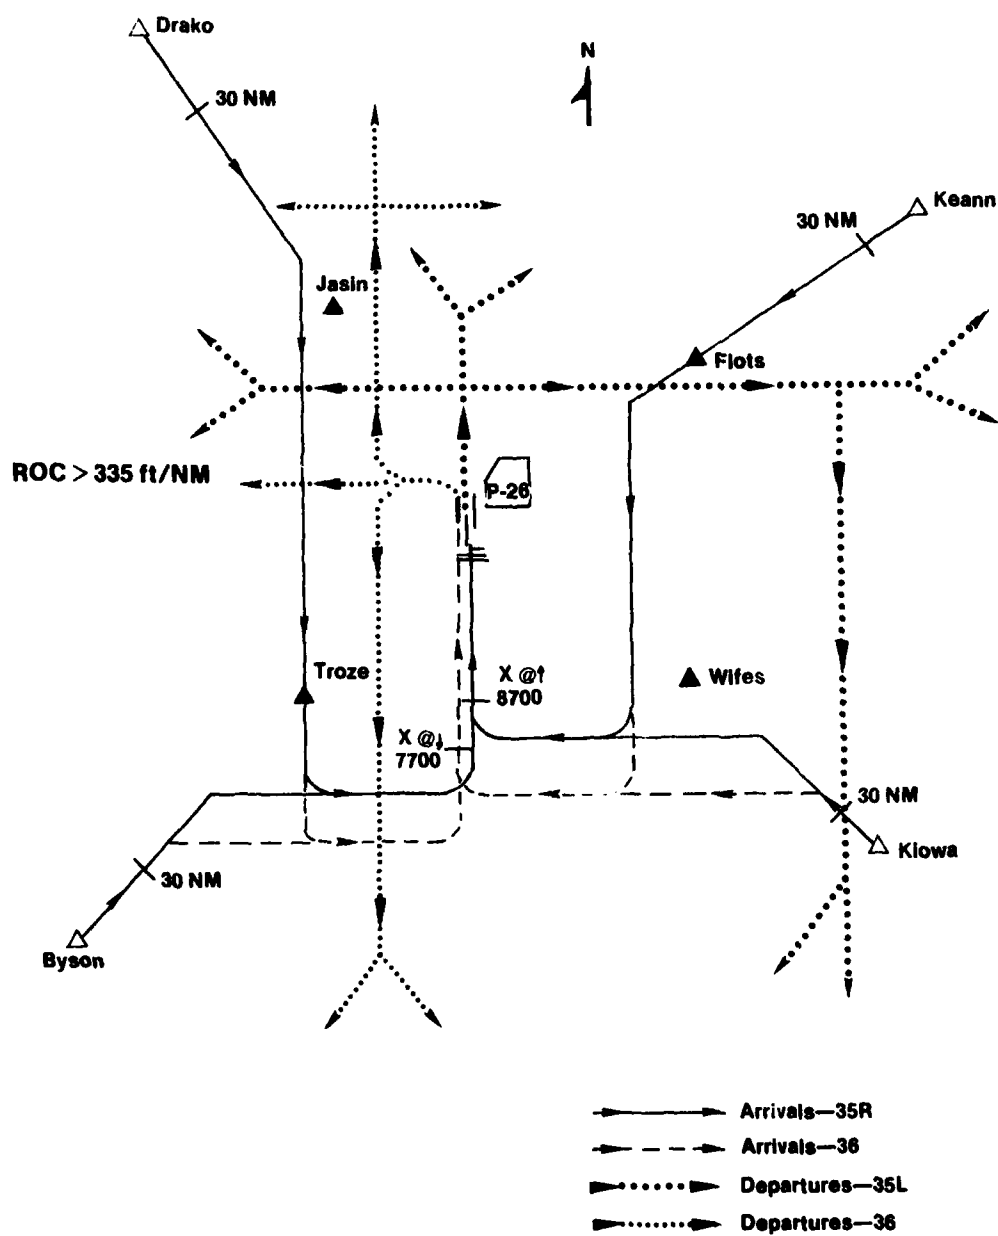 Drako
30 NM
N
Keann
30 NM
Jasin
Flots
ROC > 335 ft/NM
P-26
Troze
X @↑
8700
Wifes
X @↓
7700
30 NM
Kiowa
30 NM
Byson
Arrivals—35R
Arrivals—36
Departures—35L
Departures—36